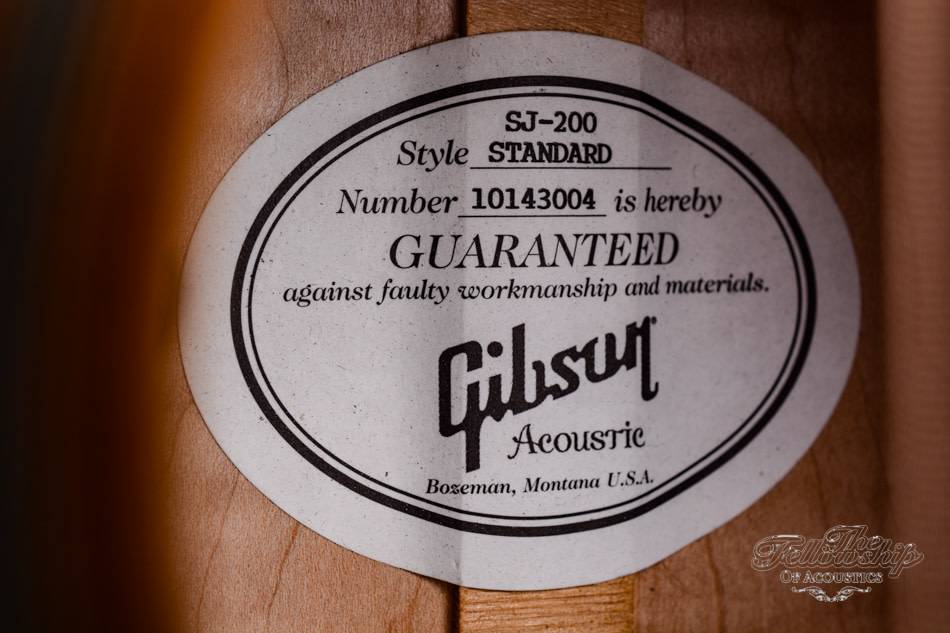 SJ-200
Style STANDARD
Number 10143004 is hereby
GUARANTEED
against faulty workmanship and materials.
Gibson
Acoustic
Bozeman, Montana U.S.A.
The
Fellowship
Of Acoustics